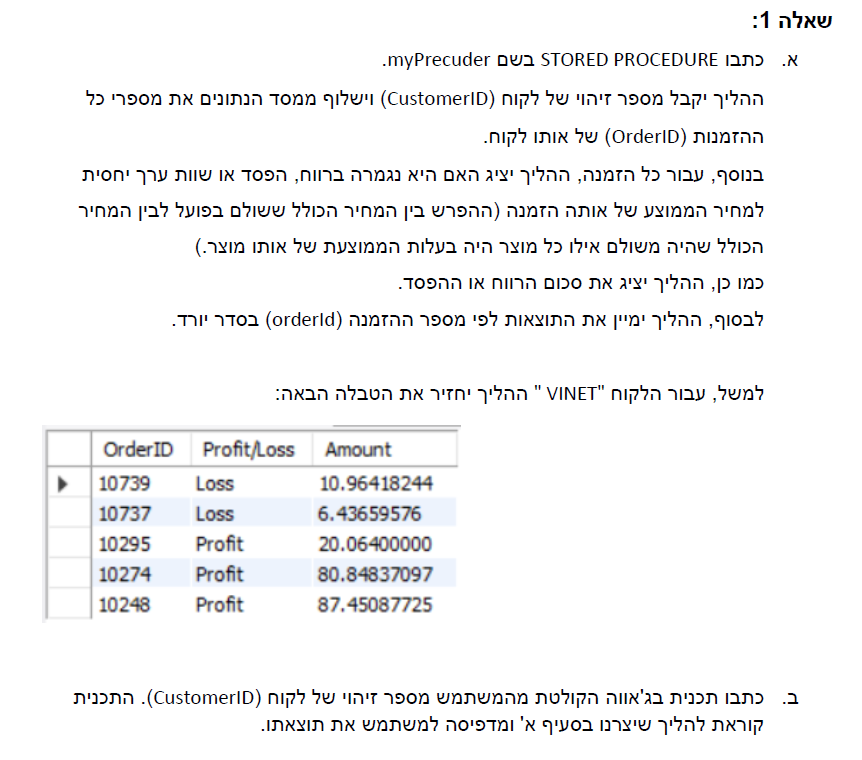 שאלה 1:
א. כתבו STORED PROCEDURE בשם myPrecuder.
ההליך יקבל מספר זיהוי של לקוח (CustomerID) וישלוף ממסד הנתונים את מספרי כל
ההזמנות (OrderID) של אותו לקוח.
בנוסף, עבור כל הזמנה, ההליך יציג האם היא נגמרה ברווח, הפסד או שוות ערך יחסית
למחיר הממוצע של אותה הזמנה (ההפרש בין המחיר הכולל ששולם בפועל לבין המחיר
הכולל שהיה משולם אילו כל מוצר היה בעלות הממוצעת של אותו מוצר.)
כמו כן, ההליך יציג את סכום הרווח או ההפסד.
לבסוף, ההליך ימיין את התוצאות לפי מספר ההזמנה (orderId) בסדר יורד.
למשל, עבור הלקוח "VINET " ההליך יחזיר את הטבלה הבאה:
OrderID Profit/Loss Amount
10739 Loss 10.96418244
10737 Loss 6.43659576
10295 Profit 20.06400000
10274 Profit 80.84837097
10248 Profit 87.45087725
ב. כתבו תכנית בג'אווה הקולטת מהמשתמש מספר זיהוי של לקוח (CustomerID). התכנית
קוראת להליך שיצרנו בסעיף א' ומדפיסה למשתמש את תוצאתו.